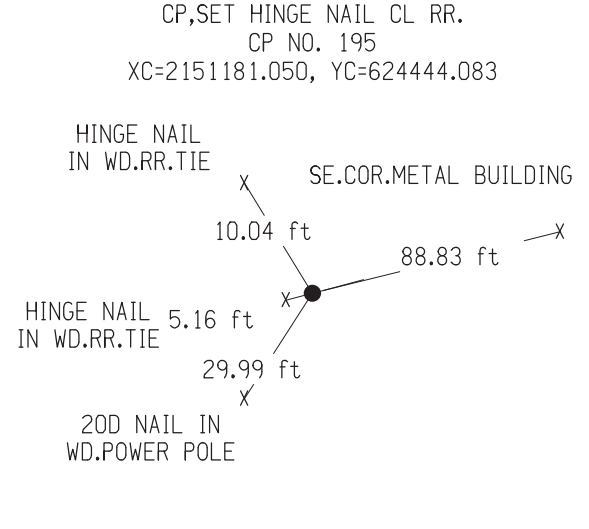 CP,SET HINGE NAIL CL RR.
CP NO. 195
XC=2151181.050, YC=624444.083
HINGE NAIL
IN WD.RR.TIE
SE.COR.METAL BUILDING
10.04 ft
88.83 ft
HINGE NAIL
IN WD.RR.TIE
5.16 ft
29.99 ft
20D NAIL IN
WD.POWER POLE